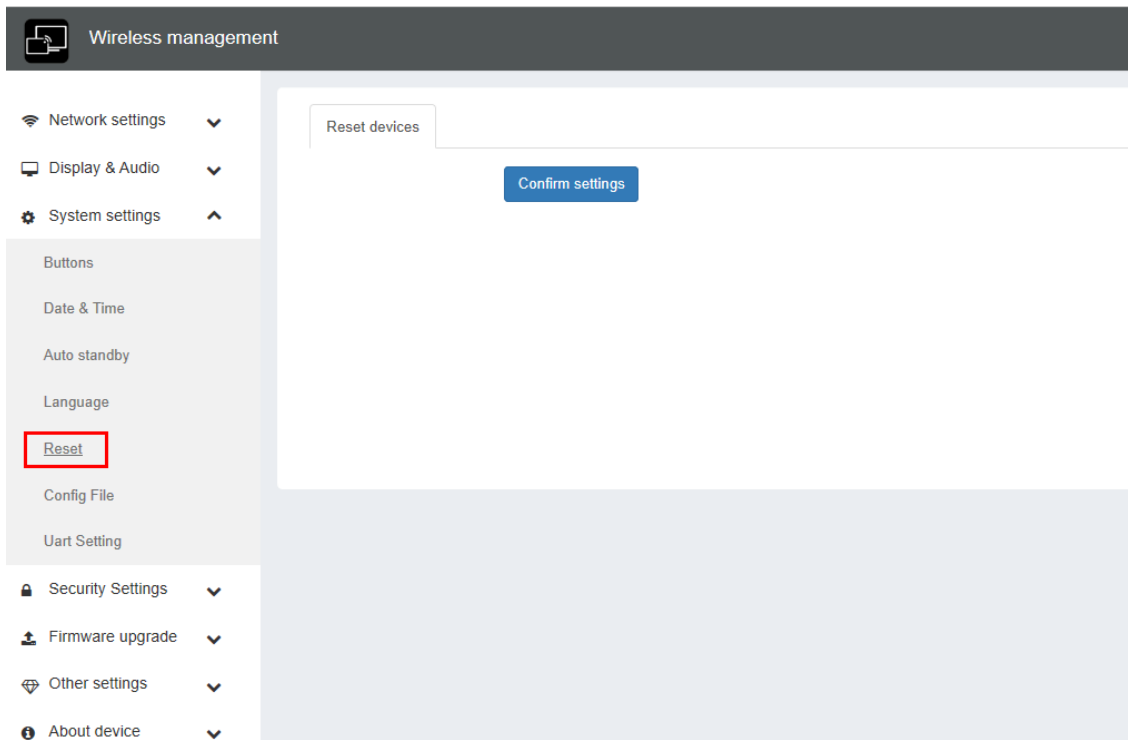 Wireless management
Network settings
Display & Audio
System settings
Buttons
Date & Time
Auto standby
Language
Reset
Config File
Uart Setting
Security Settings
Firmware upgrade
Other settings
About device
Reset devices
Confirm settings